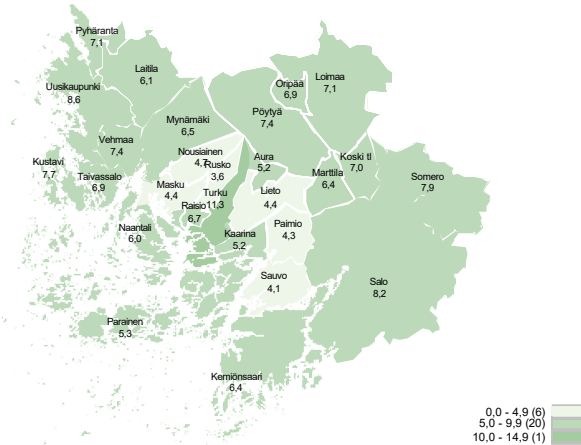 Pyhäranta
7,1
Laitila
6,1
Loimaa
7,1
Oripää
6,9
Uusikaupunki
8,6
Pöytyä
7,4
Mynämäki
6,5
Vehmaa
7,4
Nousiainen
4,7
Rusko
3,6
Aura
5,2
Koski tl
7,0
Kustavi
7,7
Taivassalo
6,9
Marttila
6,4
Somero
7,9
Masku
4,4
Turku
11,3
Lieto
4,4
Raisio
6,7
Naantali
6,0
Kaarina
5,2
Paimio
4,3
Sauvo
4,1
Salo
8,2
Parainen
5,3
Kemiönsaari
6,4
0,0 - 4,9 (6)
5,0 - 9,9 (20)
10,0 - 14,9 (1)